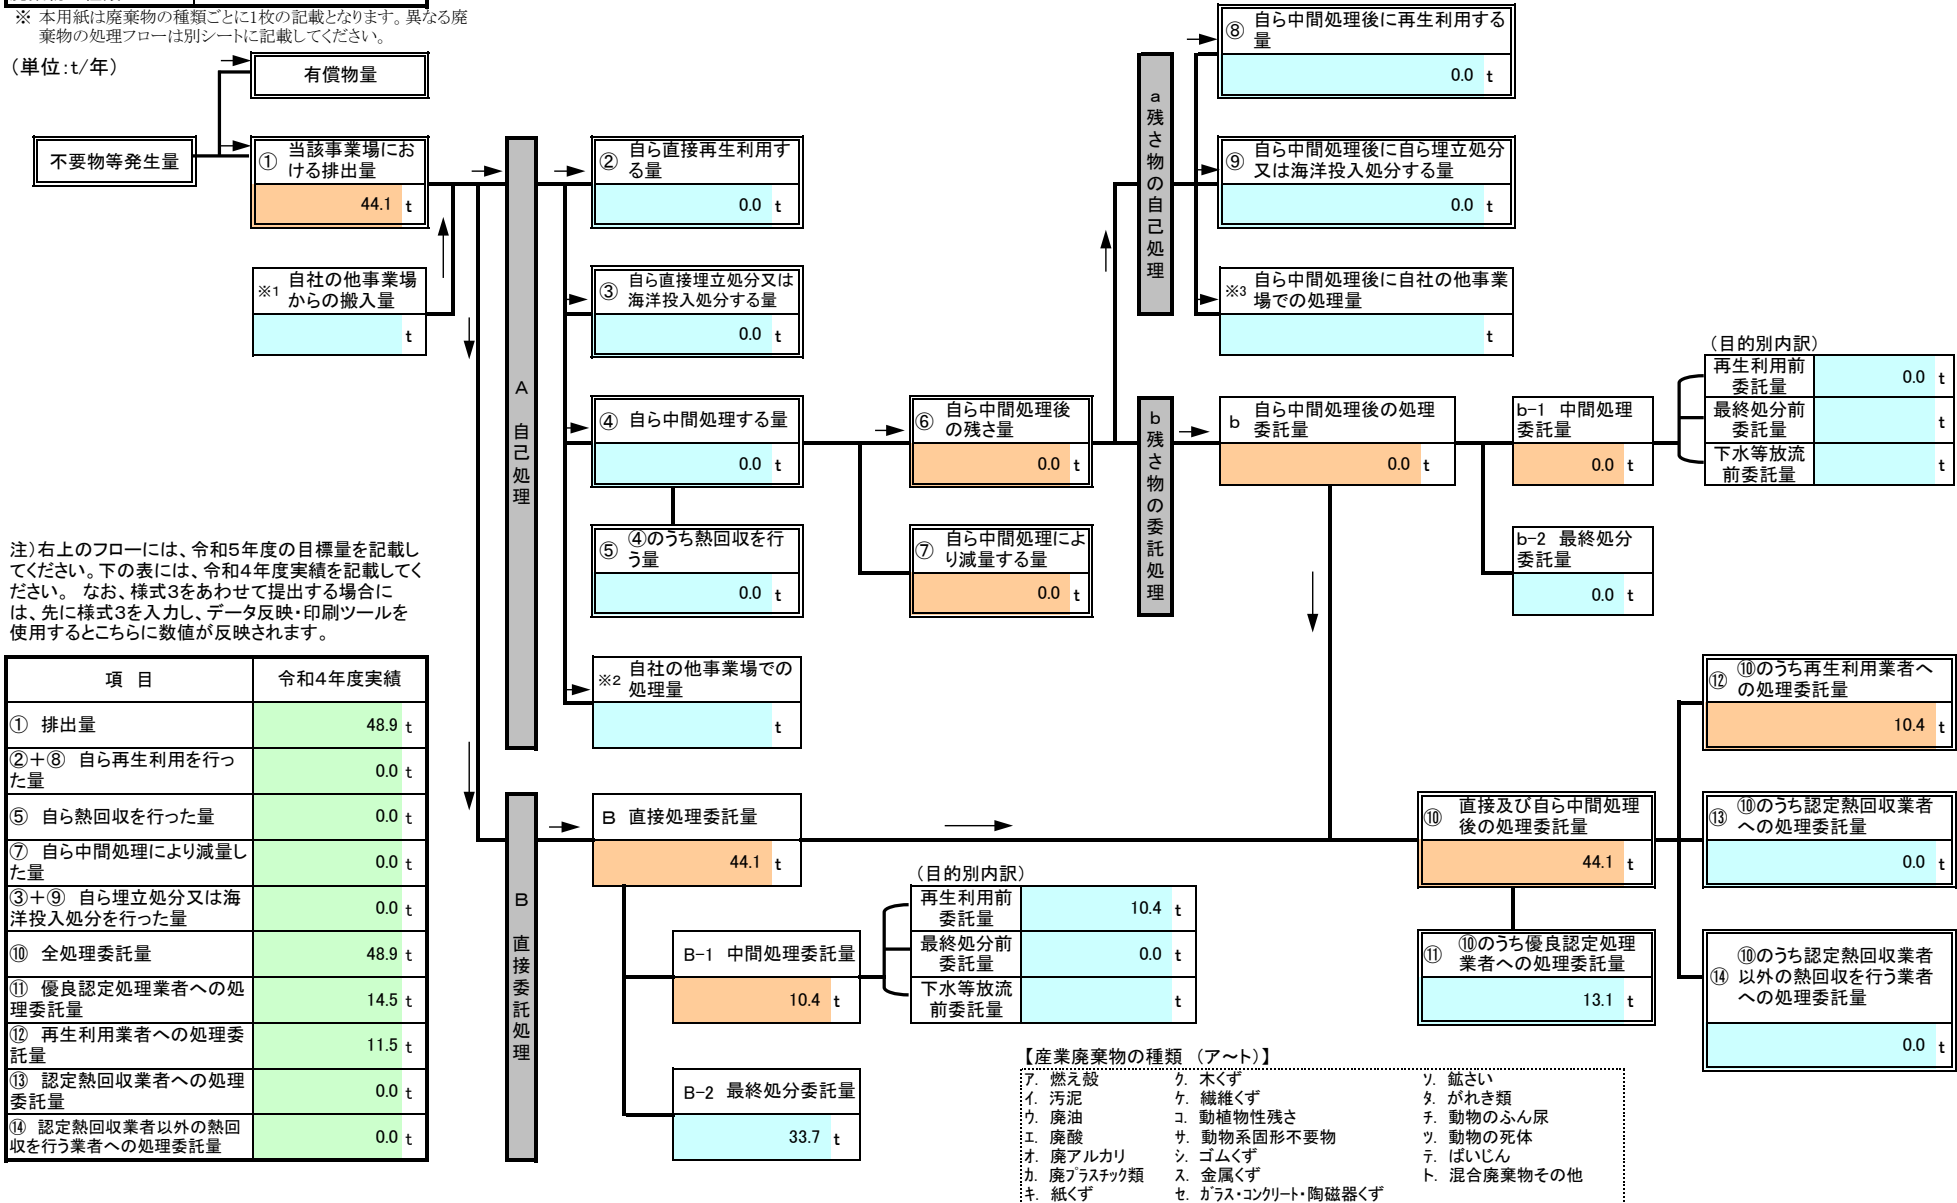 ※ 本用紙は廃棄物の種類ごとに1枚の記載となります。異なる廃
棄物の処理フローは別シートに記載してください。
（単位：t/年）
有償物量
不要物等発生量
① 当該事業場にお
ける排出量
44.1 t
※1 自社の他事業場
からの搬入量
t
A 自己処理
② 自ら直接再生利用す
る量
0.0 t
③ 自ら直接埋立処分又は
海洋投入処分する量
0.0 t
④ 自ら中間処理する量
0.0 t
⑤ ④のうち熱回収を行
う量
0.0 t
※2 自社の他事業場での
処理量
t
⑥ 自ら中間処理後
の残さ量
0.0 t
⑦ 自ら中間処理によ
り減量する量
0.0 t
a 残さ物の自己処理
⑧ 自ら中間処理後に再生利用する
量
0.0 t
⑨ 自ら中間処理後に自ら埋立処分
又は海洋投入処分する量
0.0 t
※3 自ら中間処理後に自社の他事業
場での処理量
t
b 残さ物の委託処理
b 自ら中間処理後の処理
委託量
0.0 t
b-1 中間処理
委託量
0.0 t
b-2 最終処分
委託量
0.0 t
（目的別内訳）
再生利用前
委託量
0.0 t
最終処分前
委託量
t
下水等放流
前委託量
t
注）右上のフローには、令和5年度の目標量を記載し
てください。下の表には、令和4年度実績を記載してく
ださい。 なお、様式3をあわせて提出する場合に
は、先に様式3を入力し、データ反映・印刷ツールを
使用するとこちらに数値が反映されます。
項 目 令和4年度実績
① 排出量 48.9 t
②＋⑧ 自ら再生利用を行っ
た量 0.0 t
⑤ 自ら熱回収を行った量 0.0 t
⑦ 自ら中間処理により減量し
た量 0.0 t
③＋⑨ 自ら埋立処分又は海
洋投入処分を行った量 0.0 t
⑩ 全処理委託量 48.9 t
⑪ 優良認定処理業者への処
理委託量 14.5 t
⑫ 再生利用業者への処理委
託量 11.5 t
⑬ 認定熱回収業者への処理
委託量 0.0 t
⑭ 認定熱回収業者以外の熱回
収を行う業者への処理委託量 0.0 t
B 直接委託処理
B 直接処理委託量
44.1 t
B-1 中間処理委託量
10.4 t
B-2 最終処分委託量
33.7 t
（目的別内訳）
再生利用前
委託量
10.4 t
最終処分前
委託量
0.0 t
下水等放流
前委託量
t
⑩ 直接及び自ら中間処理
後の処理委託量
44.1 t
⑪ ⑩のうち優良認定処理
業者への処理委託量
13.1 t
⑫ ⑩のうち再生利用業者へ
の処理委託量
10.4 t
⑬ ⑩のうち認定熱回収業者
への処理委託量
0.0 t
⑭ ⑩のうち認定熱回収業者
以外の熱回収を行う業者
への処理委託量
0.0 t
【産業廃棄物の種類 （ア～ト）】
ア. 燃え殻 ク. 木くず ソ. 鉱さい
イ. 汚泥 ケ. 繊維くず タ. がれき類
ウ. 廃油 コ. 動植物性残さ チ. 動物のふん尿
エ. 廃酸 サ. 動物系固形不要物 ツ. 動物の死体
オ. 廃アルカリ シ. ゴムくず テ. ばいじん
カ. 廃プラスチック類 ス. 金属くず ト. 混合廃棄物その他
キ. 紙くず セ. ガラス・コンクリート・陶磁器くず